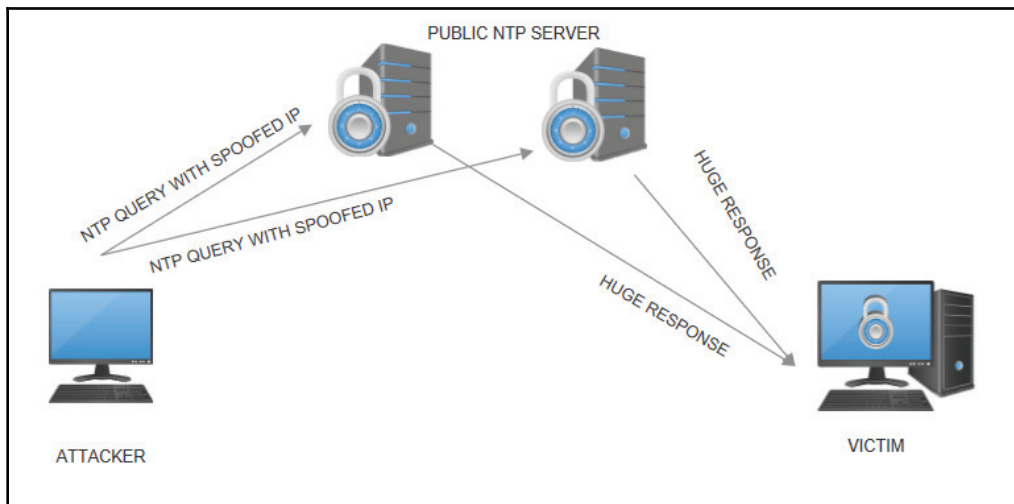 PUBLIC NTP SERVER
NTP QUERY WITH SPOOFED IP
NTP QUERY WITH SPOOFED IP
HUGE RESPONSE
HUGE RESPONSE
ATTACKER
VICTIM